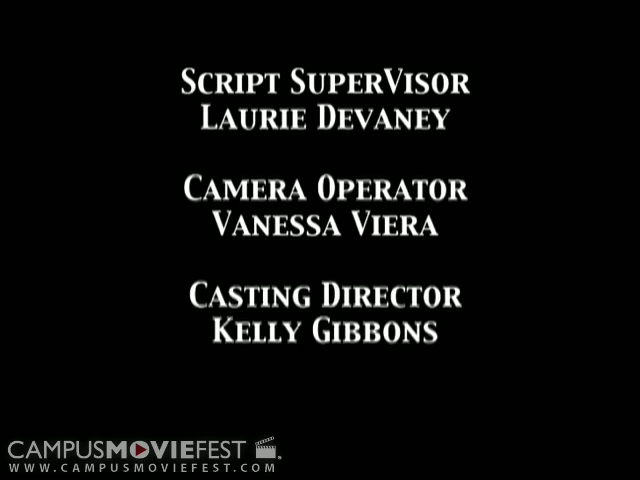 Script SuperVisor
Laurie Devaney
Camera Operator
Vanessa Viera
Casting Director
Kelly Gibbons
CAMPUSMOVIEFEST
WWW.CAMPUSMOVIEFEST.COM